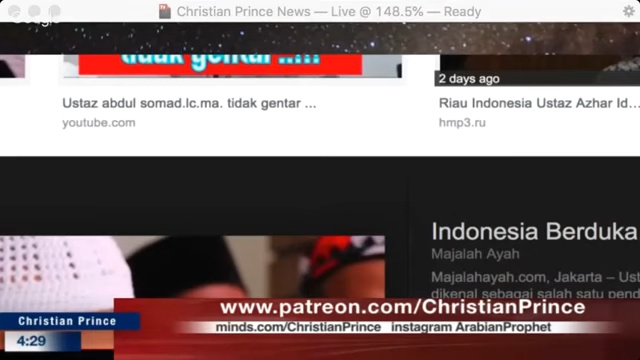 Christian Prince News — Live @ 148.5% — Ready
tidak gentar .....
2 days ago
Ustaz abdul somad.lc.ma. tidak gentar ...
youtube.com
Riau Indonesia Ustaz Azhar Id...
hmp3.ru
Indonesia Berduka
Majalah Ayah
Majalahayah.com, Jakarta – Ust
dikenal sebagai salah satu pend
www.patreon.com/ChristianPrince
minds.com/ChristianPrince instagram ArabianProphet
Christian Prince
4:29